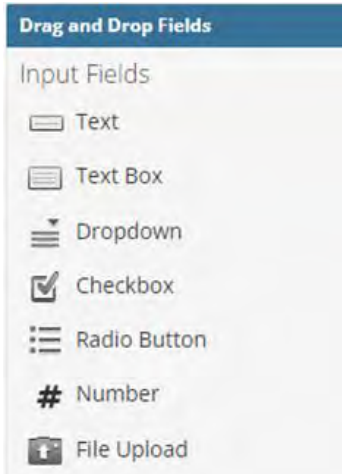 Drag and Drop Fields
Input Fields
Text
Text Box
Dropdown
Checkbox
Radio Button
# Number
File Upload